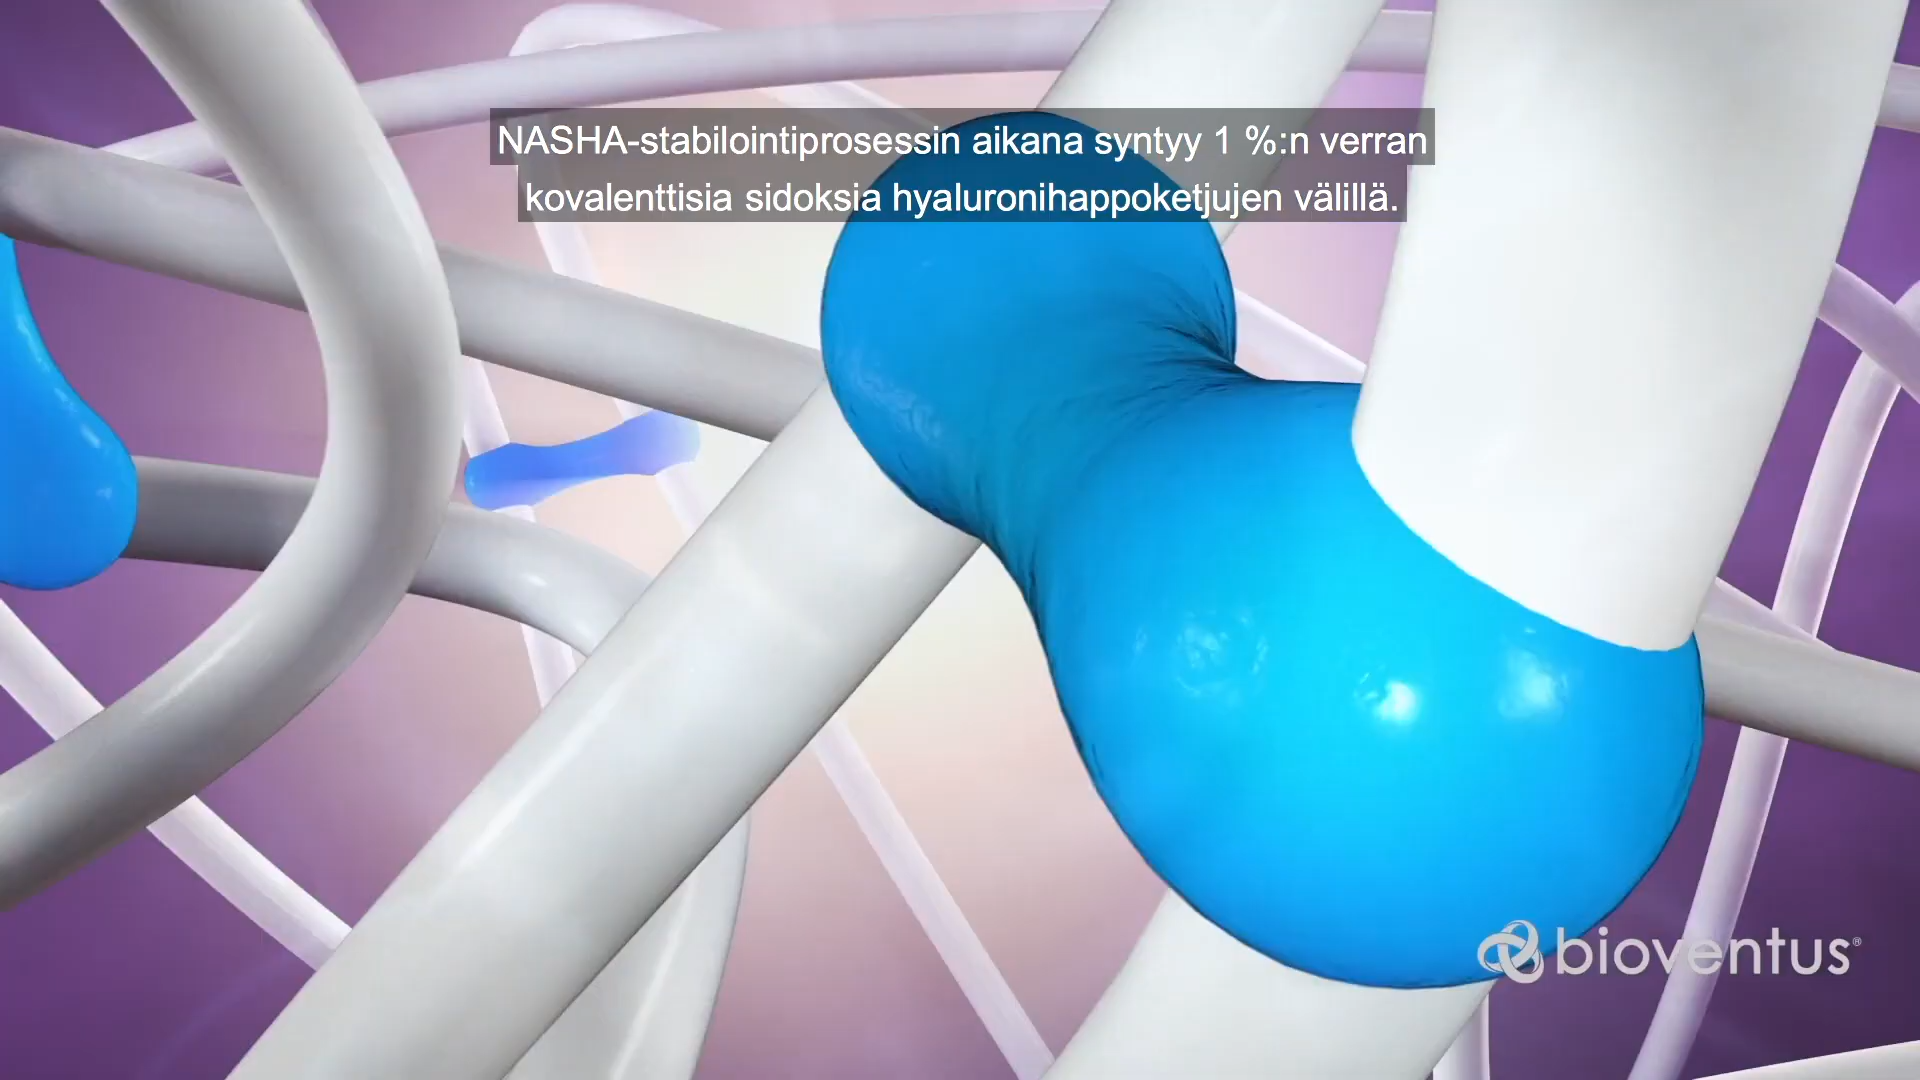 NASHA-stabilointiprosessin aikana syntyy 1 %:n verran
kovalenttisia sidoksia hyaluronihappoketjujen välillä.
bioventus®